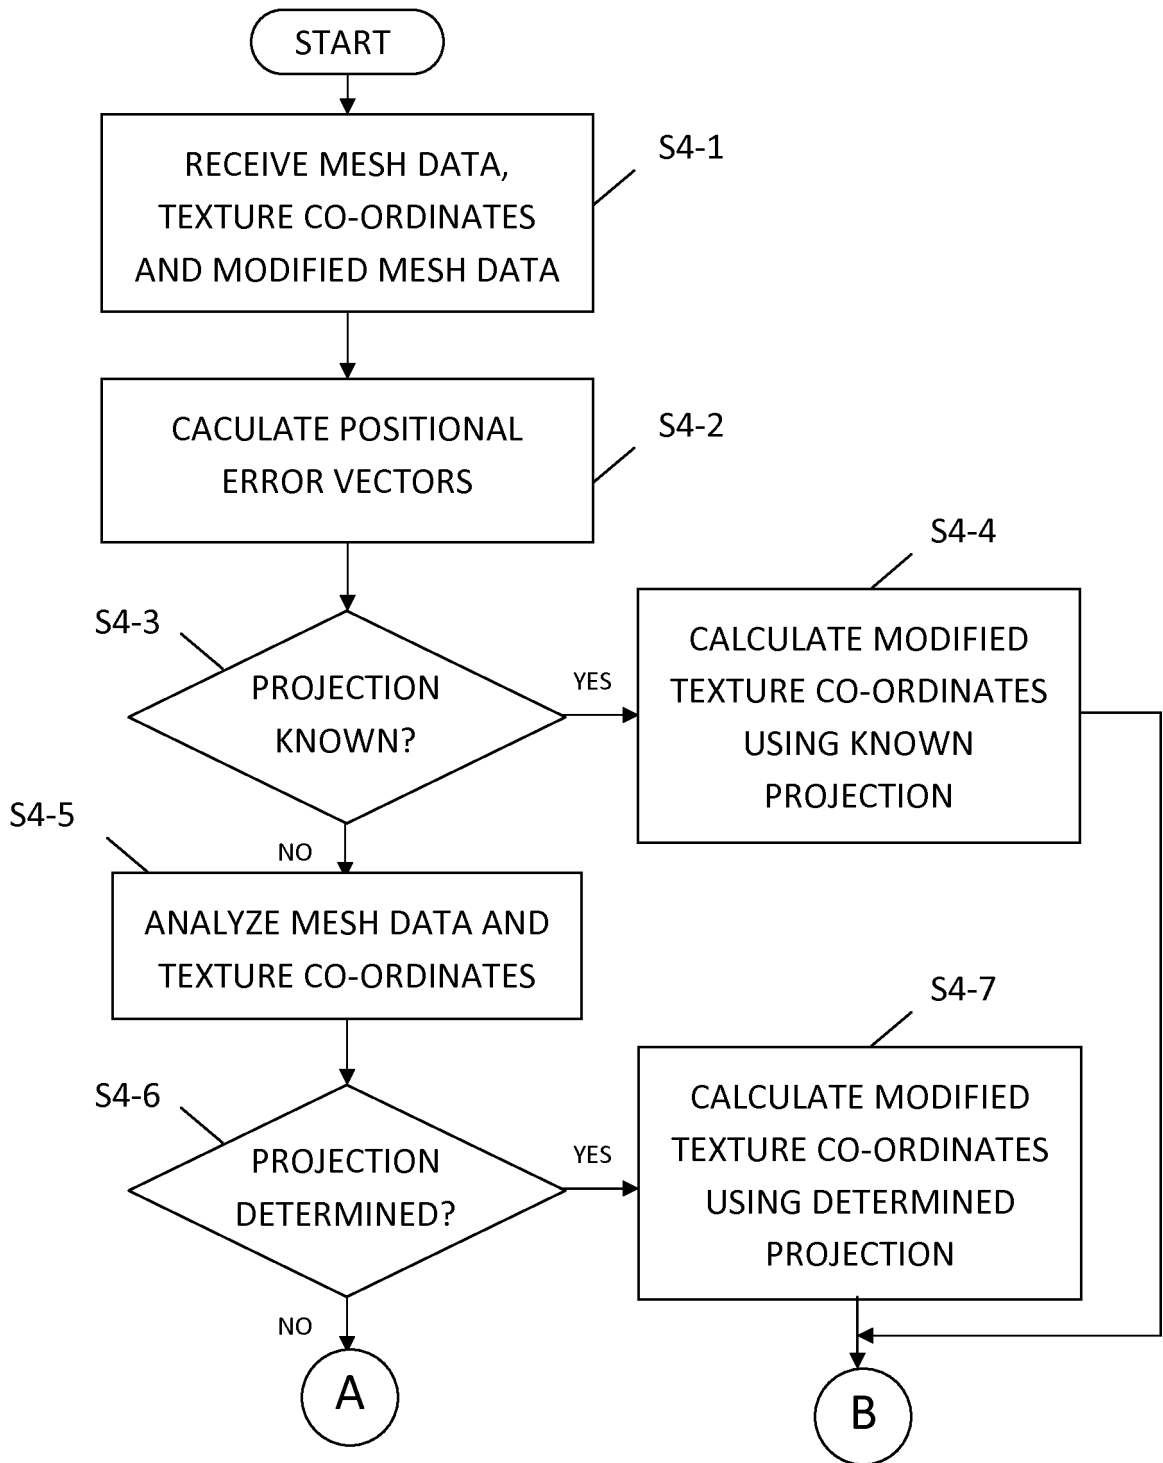 START
RECEIVE MESH DATA,
TEXTURE CO-ORDINATES
AND MODIFIED MESH DATA
S4-1
CACULATE POSITIONAL
ERROR VECTORS
S4-2
S4-3
PROJECTION
KNOWN?
YES
S4-4
CALCULATE MODIFIED
TEXTURE CO-ORDINATES
USING KNOWN
PROJECTION
NO
S4-5
ANALYZE MESH DATA AND
TEXTURE CO-ORDINATES
S4-6
PROJECTION
DETERMINED?
YES
S4-7
CALCULATE MODIFIED
TEXTURE CO-ORDINATES
USING DETERMINED
PROJECTION
NO
A
B